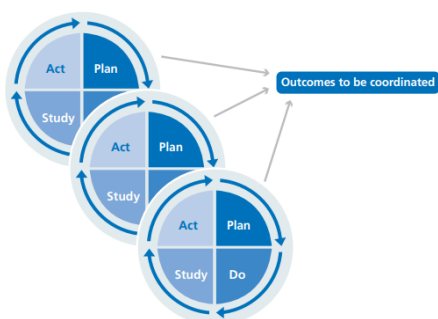 Act Plan
Outcomes to be coordinated
Study
Act Plan
Study
Act Plan
Study Do